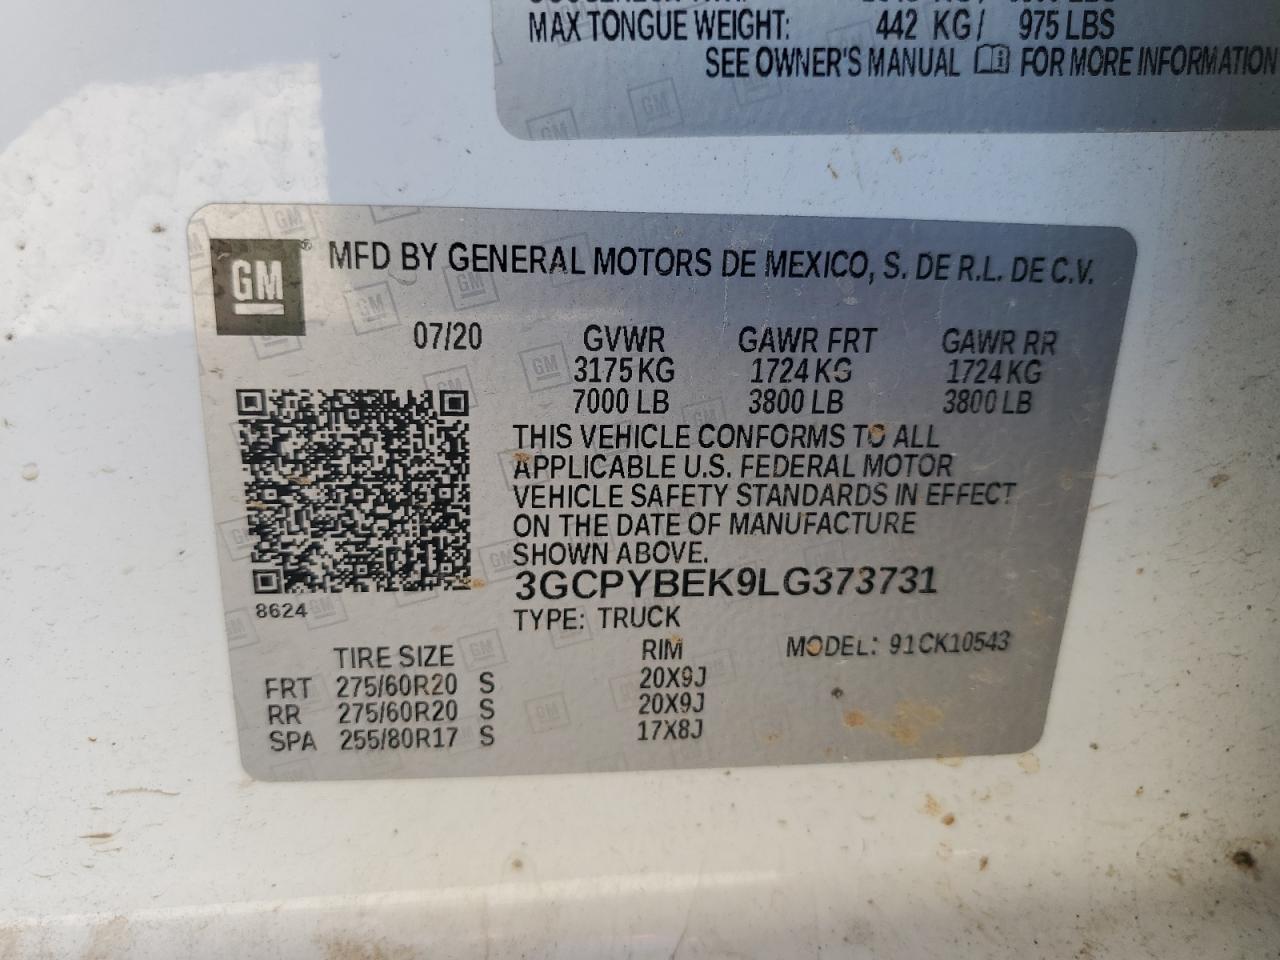 MAX TONGUE WEIGHT: 442 KG/ 975 LBS
SEE OWNER'S MANUAL FOR MORE INFORMATION
GM® MFD BY GENERAL MOTORS DE MEXICO, S. DE R.L. DE C.V.
07/20 GVWR GAWR FRT GAWR RR
3175 KG 1724 KG 1724 KG
7000 LB 3800 LB 3800 LB
THIS VEHICLE CONFORMS TO ALL
APPLICABLE U.S. FEDERAL MOTOR
VEHICLE SAFETY STANDARDS IN EFFECT
ON THE DATE OF MANUFACTURE
SHOWN ABOVE.
3GCPYBEK9LG373731
8624
TYPE: TRUCK
TIRE SIZE RIM MODEL: 91CK10543
FRT 275/60R20 S 20X9J
RR 275/60R20 S 20X9J
SPA 255/80R17 S 17X8J